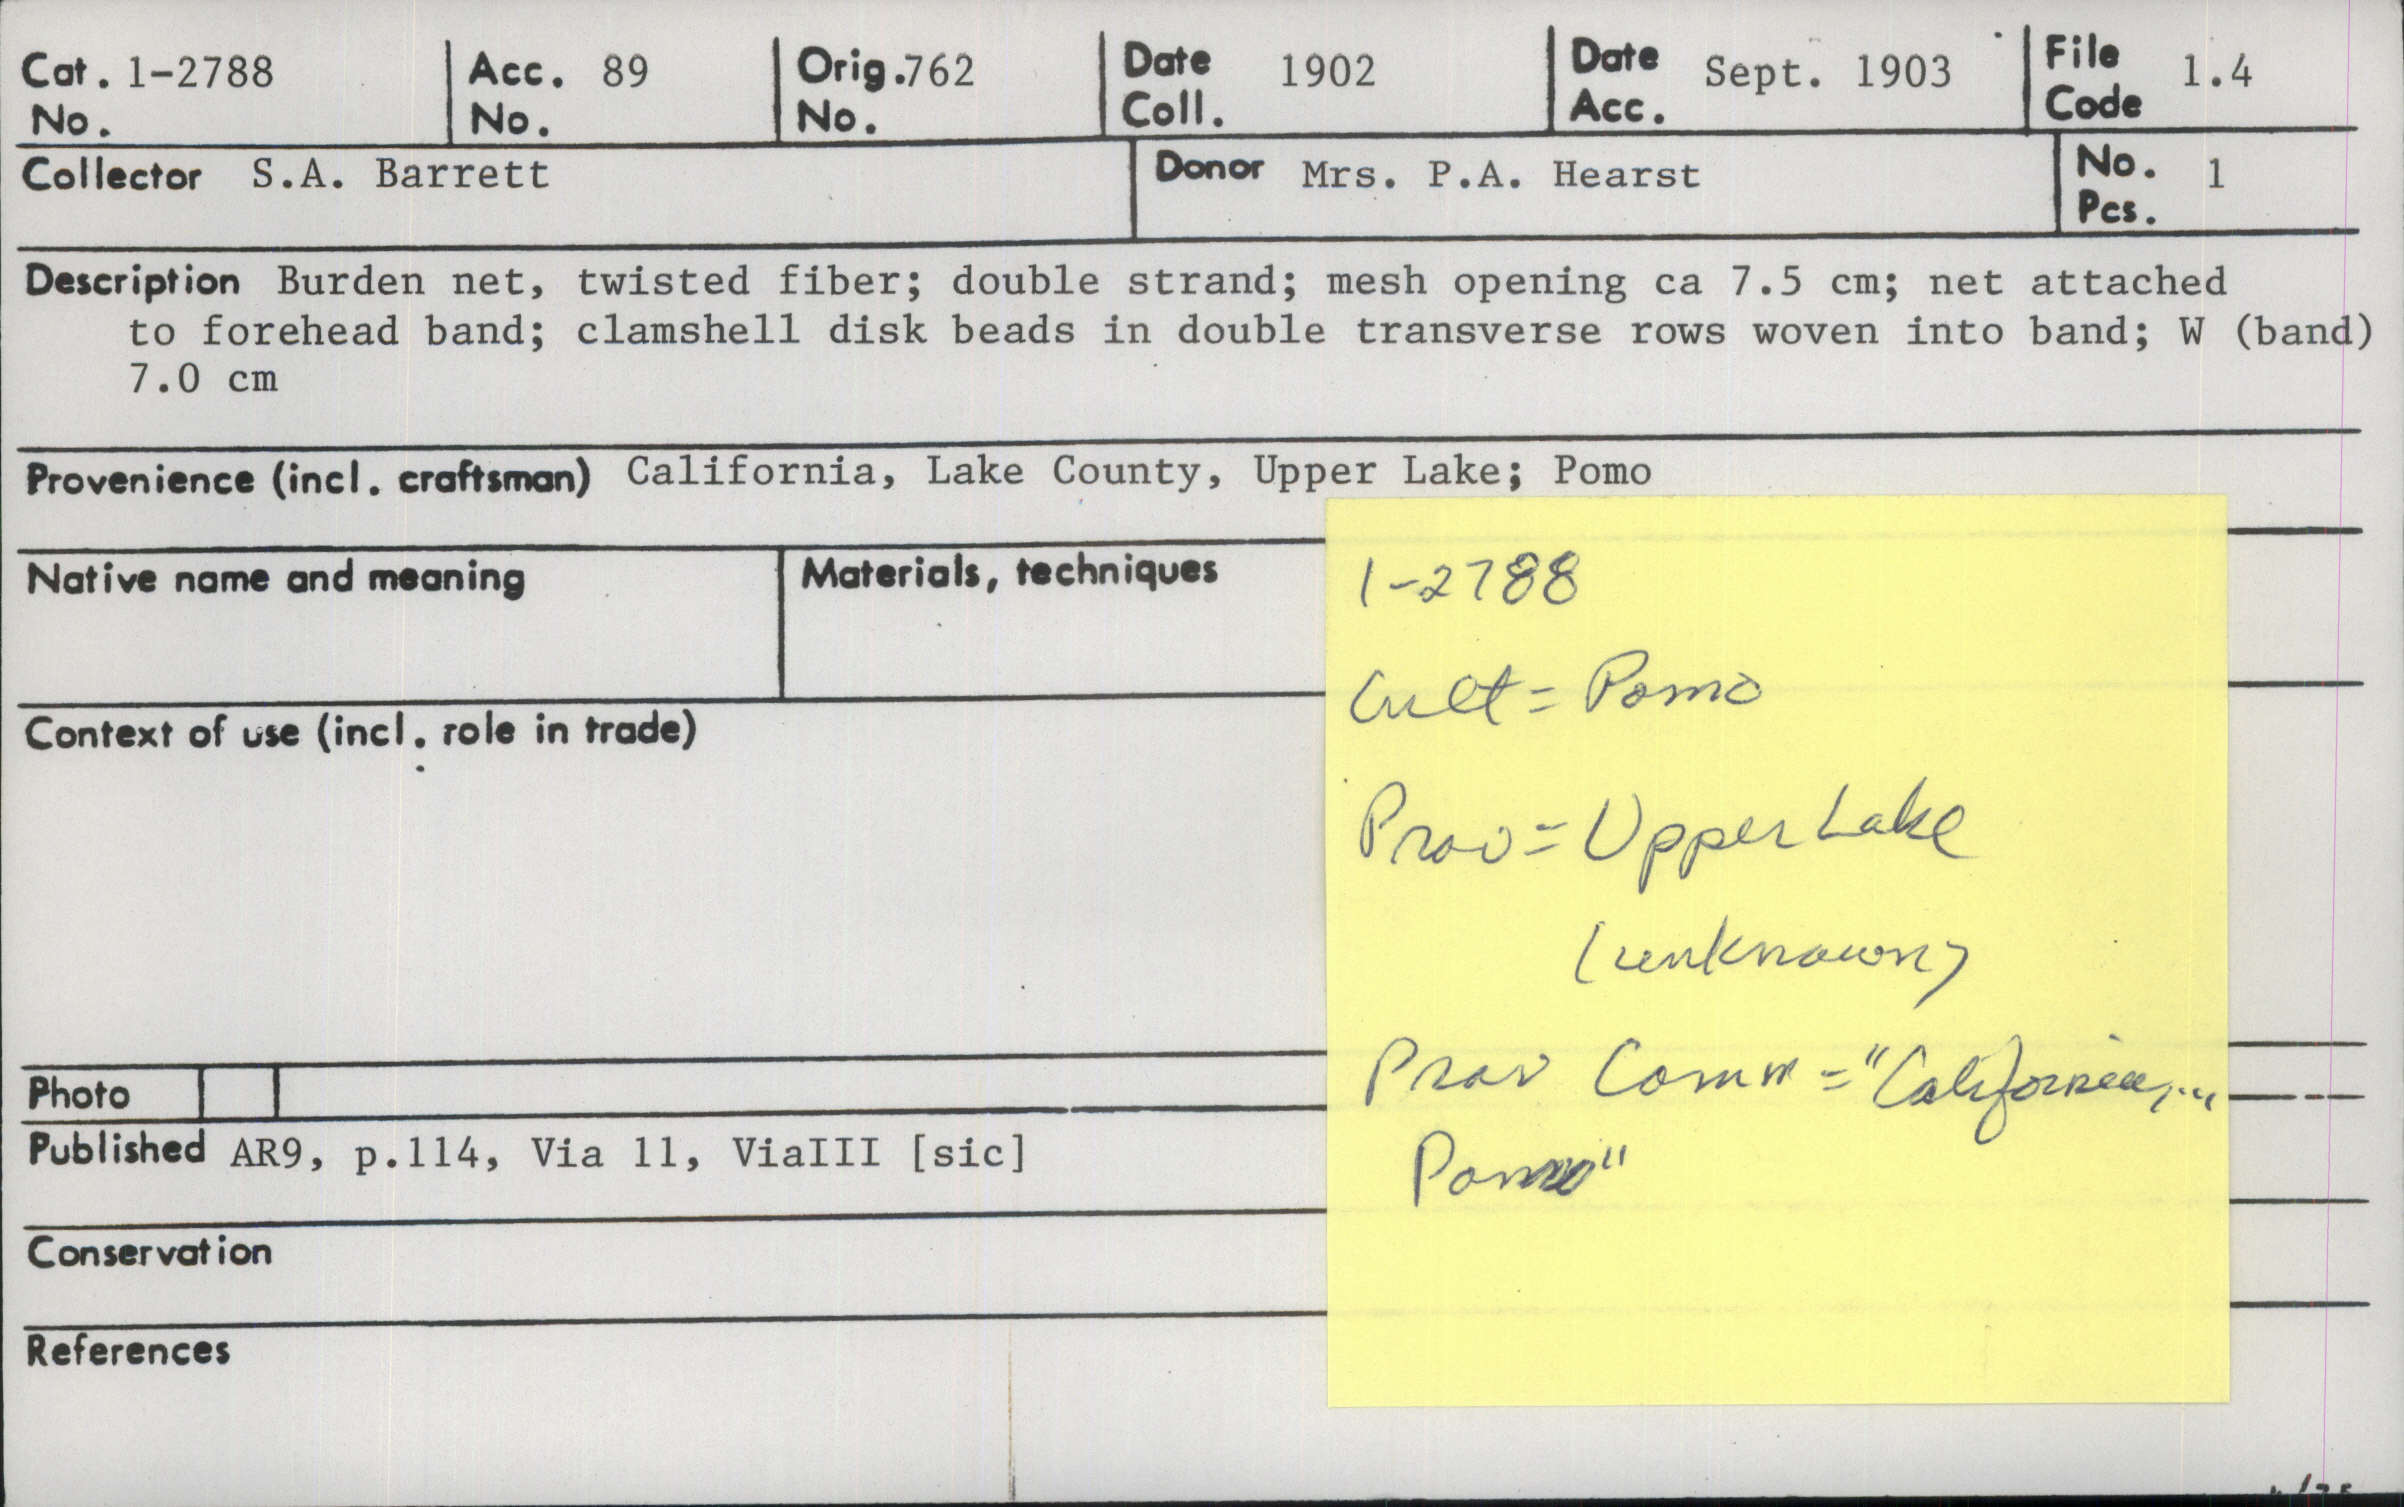 Cat. No. 1-2788 Acc. No. 89 Orig. No. 762 Date Coll. 1902 Date Acc. Sept. 1903 File Code 1.4
Collector S.A. Barrett Donor Mrs. P.A. Hearst No. Pcs. 1
Description Burden net, twisted fiber; double strand; mesh opening ca 7.5 cm; net attached
to forehead band; clamshell disk beads in double transverse rows woven into band; W (band)
7.0 cm
Provenience (incl. craftsman) California, Lake County, Upper Lake; Pomo
Native name and meaning Materials, techniques
Context of use (incl. role in trade)
Photo
Published AR9, p.114, Via 11, ViaIII [sic]
Conservation
References
1-2788
Cult = Pomo
Prov = Upper Lake
(unknown)
Prov Comm = "California,...,
Pomo"